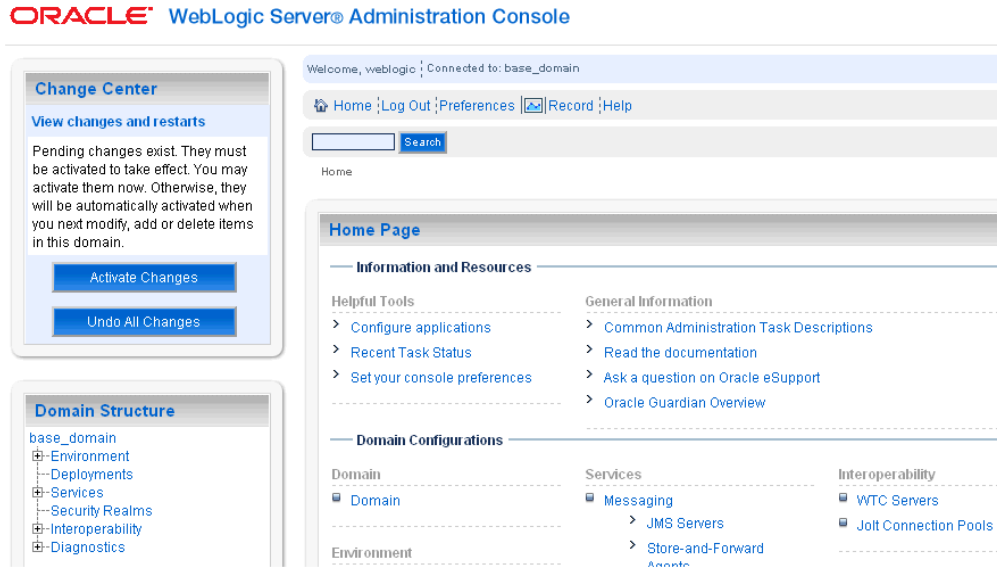 ORACLE® WebLogic Server® Administration Console
Change Center
View changes and restarts
Pending changes exist. They must
be activated to take effect. You may
activate them now. Otherwise, they
will be automatically activated when
you next modify, add or delete items
in this domain.
Activate Changes
Undo All Changes
Domain Structure
base_domain
Environment
Deployments
Services
Security Realms
Interoperability
Diagnostics
Welcome, weblogic Connected to: base_domain
Home Log Out Preferences Record Help
Search
Home
Home Page
Information and Resources
Helpful Tools
Configure applications
Recent Task Status
Set your console preferences
General Information
Common Administration Task Descriptions
Read the documentation
Ask a question on Oracle eSupport
Oracle Guardian Overview
Domain Configurations
Domain
Domain
Environment
Services
Messaging
JMS Servers
Store-and-Forward
Agents
Interoperability
WTC Servers
Jolt Connection Pools